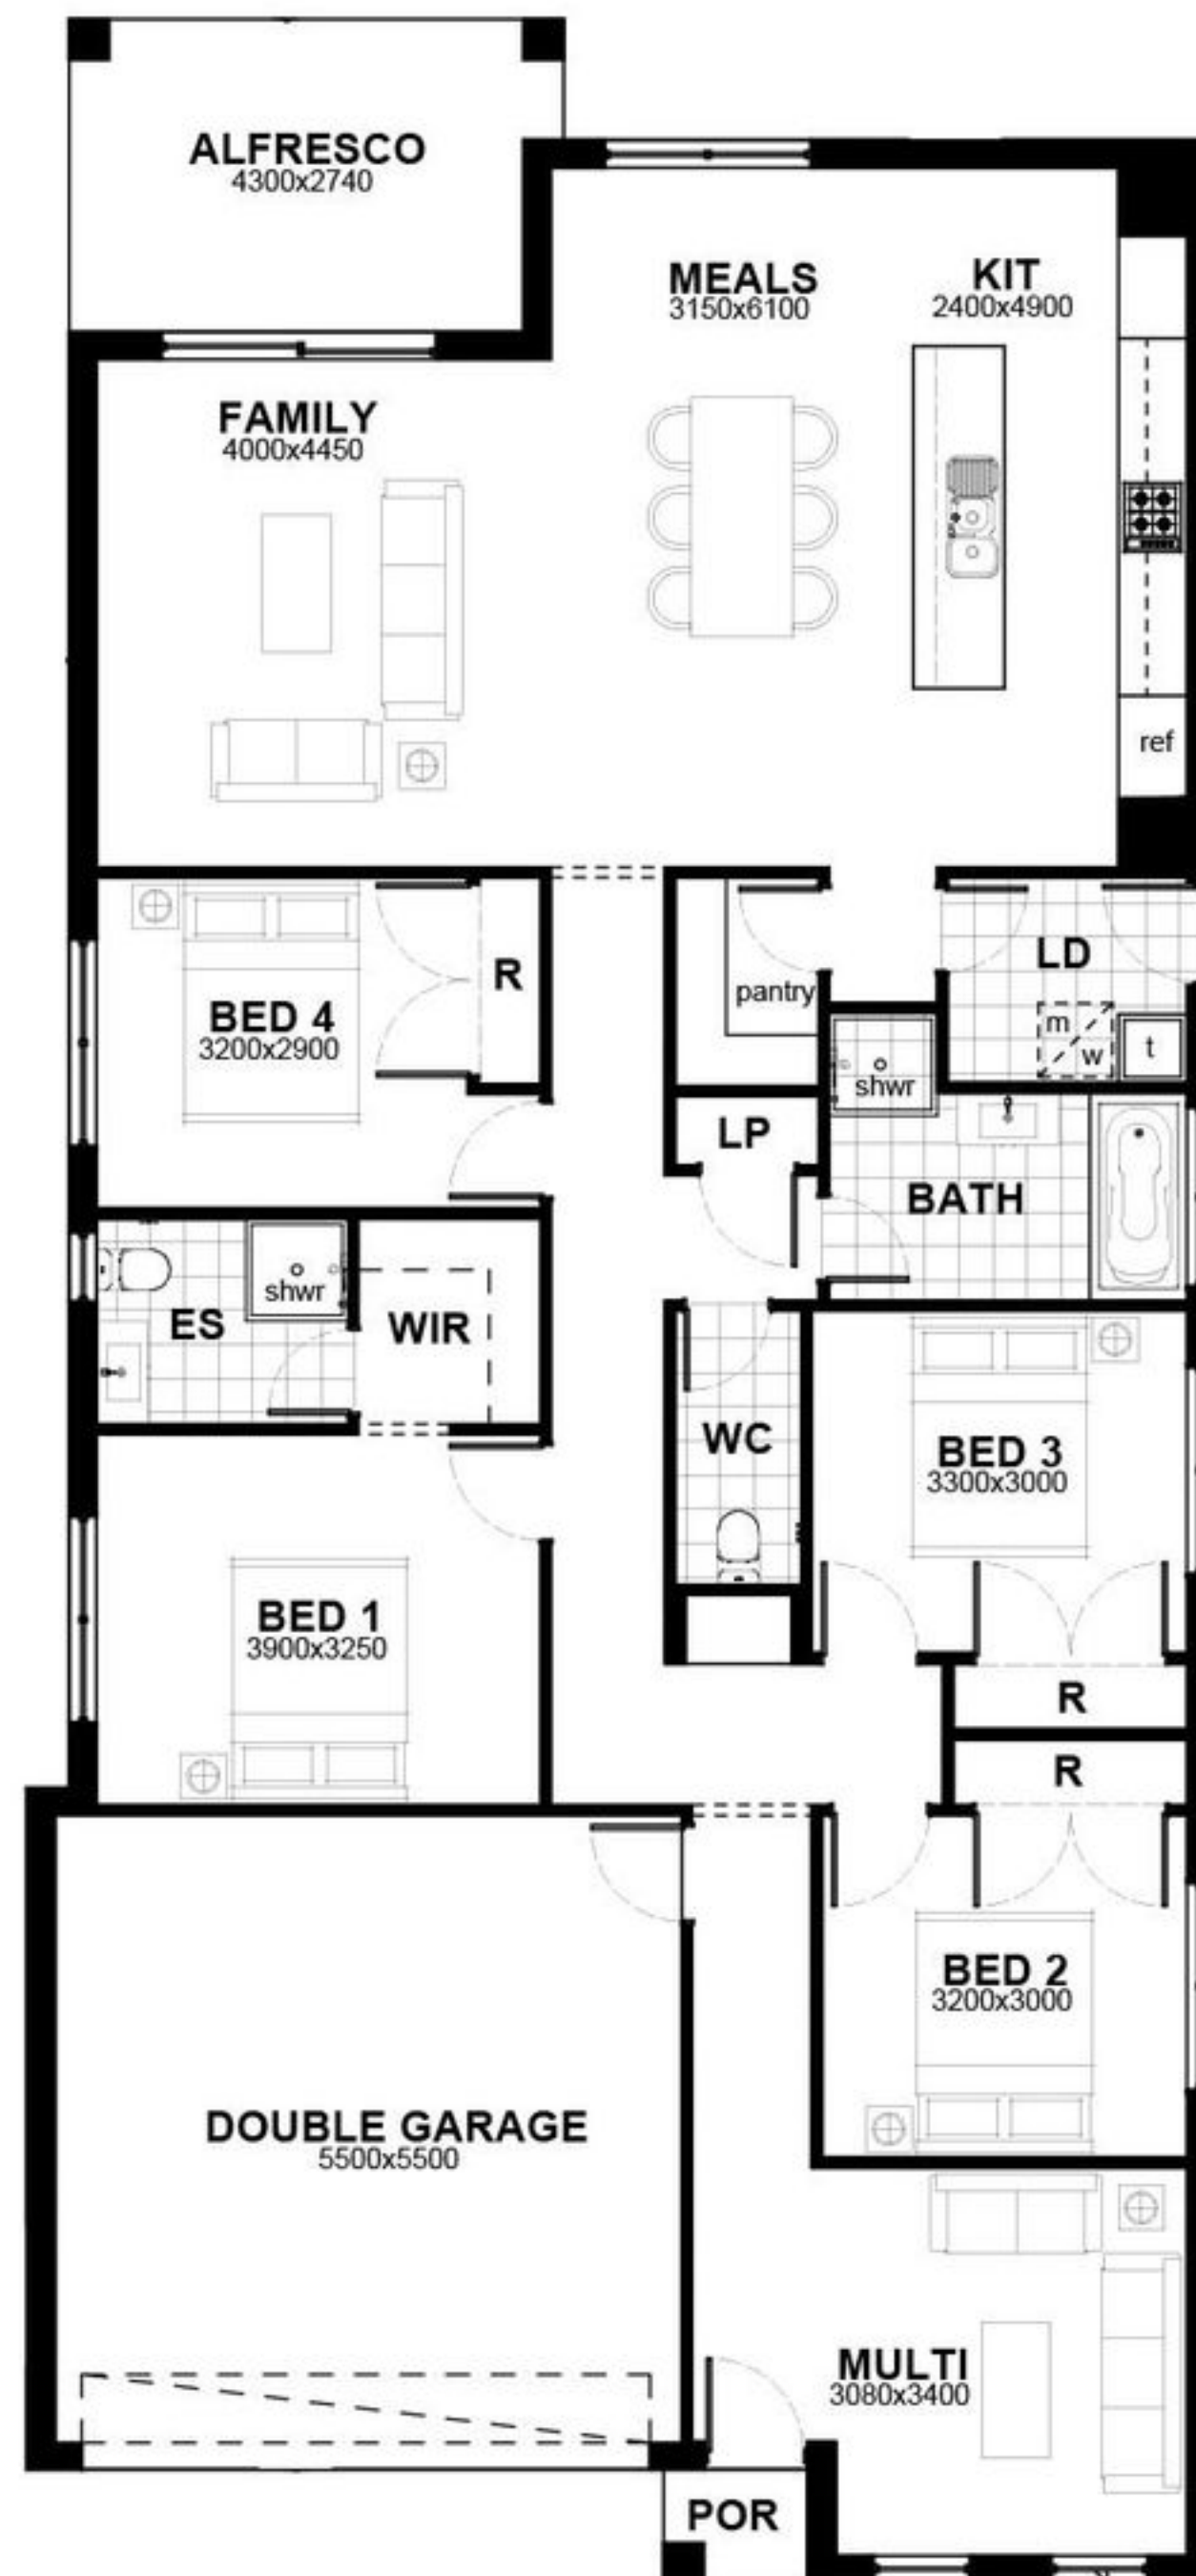 ALFRESCO
4300x2740
MEALS
3150x6100
KIT
2400x4900
FAMILY
4000x4450
ref
BED 4
3200x2900
R
pantry
LD
m
w
t
shwr
LP
BATH
shwr
ES
WIR
WC
BED 3
3300x3000
BED 1
3900x3250
R
R
BED 2
3200x3000
DOUBLE GARAGE
5500x5500
MULTI
3080x3400
POR